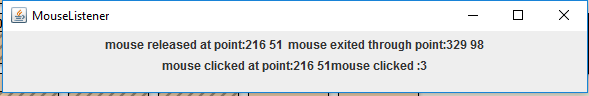 MouseListener
mouse released at point:216 51 mouse exited through point:329 98
mouse clicked at point:216 51mouse clicked :3